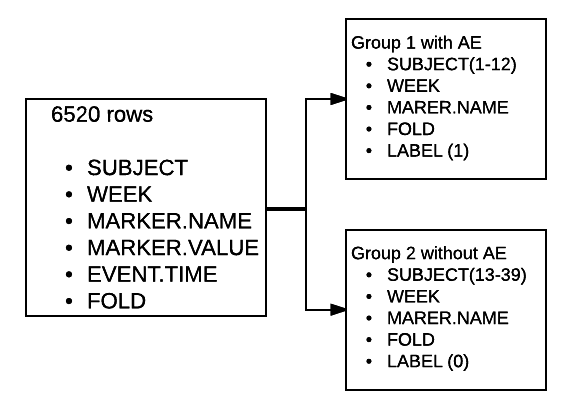 6520 rows
• SUBJECT
• WEEK
• MARKER.NAME
• MARKER.VALUE
• EVENT.TIME
• FOLD
Group 1 with AE
• SUBJECT(1-12)
• WEEK
• MARER.NAME
• FOLD
• LABEL (1)
Group 2 without AE
• SUBJECT(13-39)
• WEEK
• MARER.NAME
• FOLD
• LABEL (0)